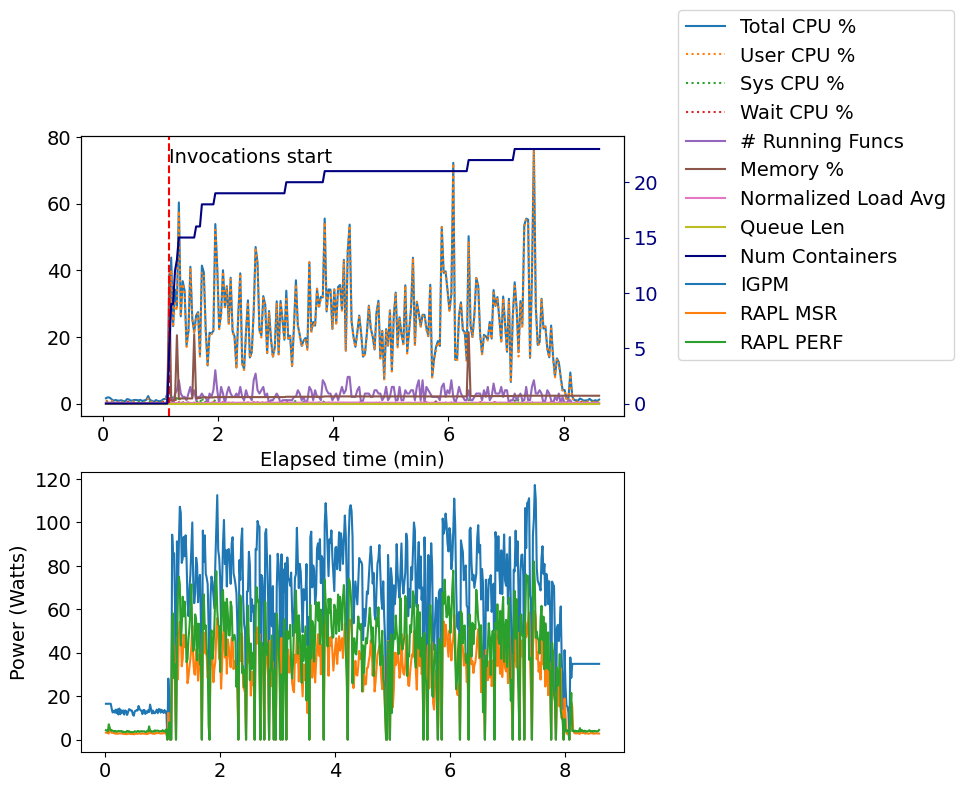 Total CPU %
User CPU %
Sys CPU %
Wait CPU %
# Running Funcs
Memory %
Normalized Load Avg
Queue Len
Num Containers
IGPM
RAPL MSR
RAPL PERF
80
60
40
20
0
Invocations start
20
15
10
5
0
0 2 4 6 8
Elapsed time (min)
120
100
80
60
40
20
0
Power (Watts)
0 2 4 6 8